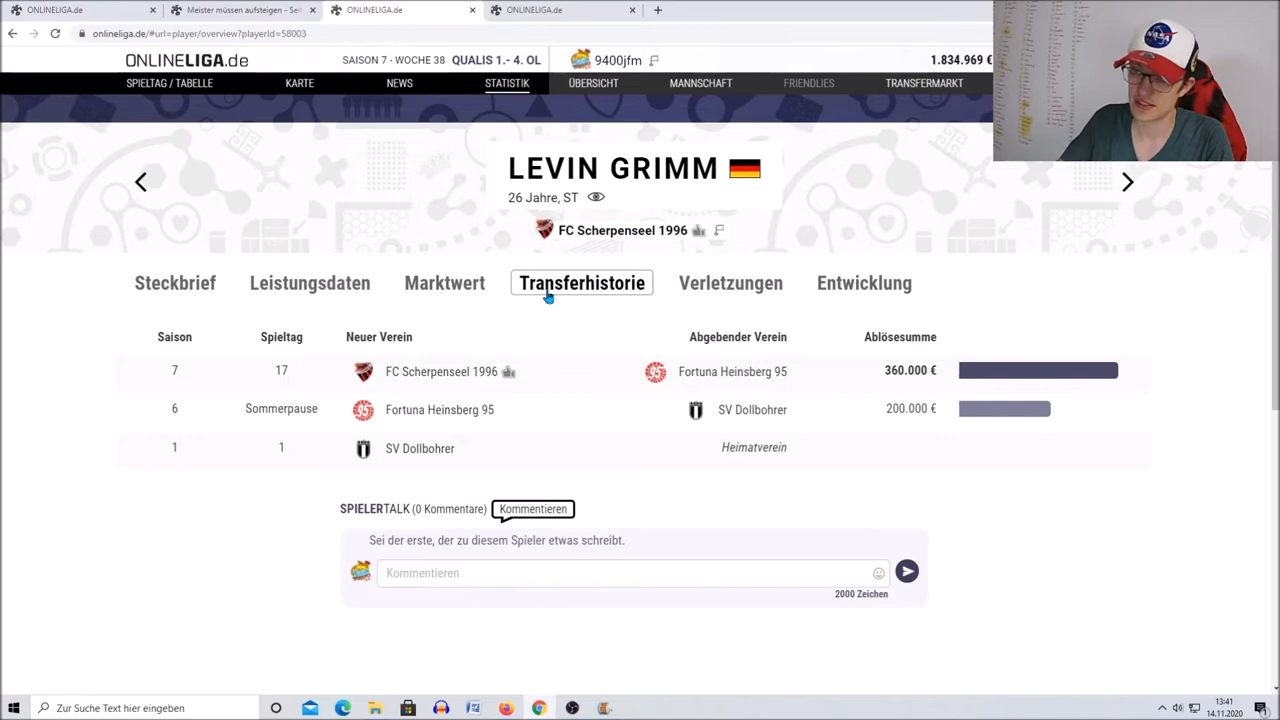 ONLINELIGA.de
Meister müssen aufsteigen - Sei
ONLINELIGA.de
ONLINELIGA.de
onlineliga.de/#url=player/overview?playerId=58003
ONLINELIGA.de
SAISON 7 - WOCHE 38 QUALIS 1.- 4. OL
9400jfm
1.834.969 €
SPIELTAG / TABELLE
KARTE
NEWS
STATISTIK
ÜBERSICHT
MANNSCHAFT
FRIENDLIES
TRANSFERMARKT
LEVIN GRIMM
26 Jahre, ST
FC Scherpenseel 1996
Steckbrief
Leistungsdaten
Marktwert
Transferhistorie
Verletzungen
Entwicklung
Saison Spieltag Neuer Verein Abgebender Verein Ablösesumme
7 17 FC Scherpenseel 1996 Fortuna Heinsberg 95 360.000 €
6 Sommerpause Fortuna Heinsberg 95 SV Dollbohrer 200.000 €
1 1 SV Dollbohrer Heimatverein
SPIELERTALK (0 Kommentare) Kommentieren
Sei der erste, der zu diesem Spieler etwas schreibt.
Kommentieren
2000 Zeichen
Zur Suche Text hier eingeben
13:41
14.11.2020